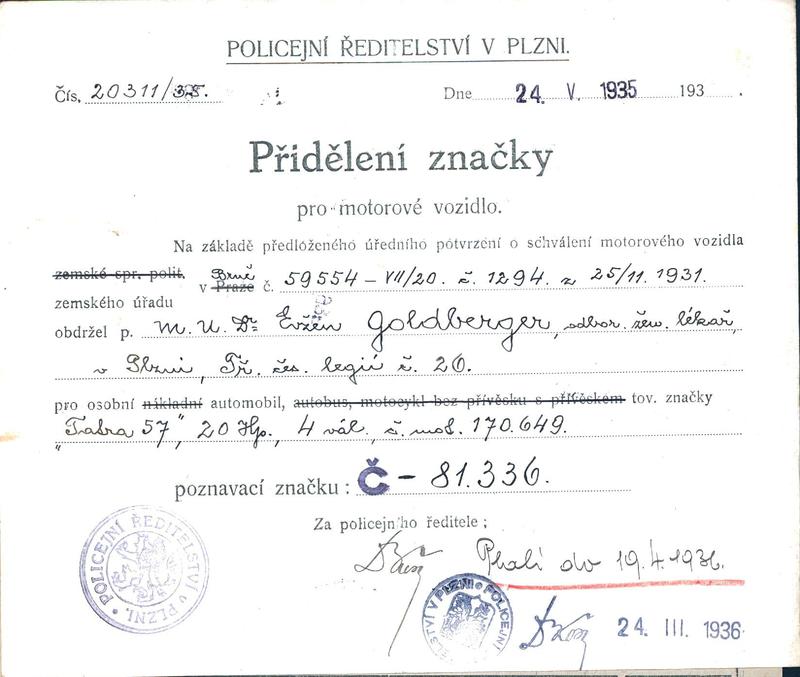 POLICEJNÍ ŘEDITELSTVÍ V PLZNI.
Čís. 20311/35. Dne 24. V. 1935 193 .
Přidělení značky
pro motorové vozidlo.
Na základě předloženého úředního potvrzení o schválení motorového vozidla
zemské spr. polit. v Praze Brně č. 59554 - VII/20. č. 1294. z 25/11. 1931.
zemského úřadu
obdržel p. M. U. Dr. Evžen Goldberger, odbor. žen. lékař,
v Plzni, Tř. čes. legií č. 26.
pro osobní nákladní automobil, autobus, motocykl bez přívěsku s přívěskem tov. značky
"Tatra 57", 20 Hp., 4 vál., č. mot. 170.649.
poznavací značku : Č - 81.336.
Za policejního ředitele ;
Platí do 19.4.1936.
POLICEJNÍ ŘEDITELSTVÍ V PLZNI.
V PLZNI POLICEJNÍ
24. III. 1936